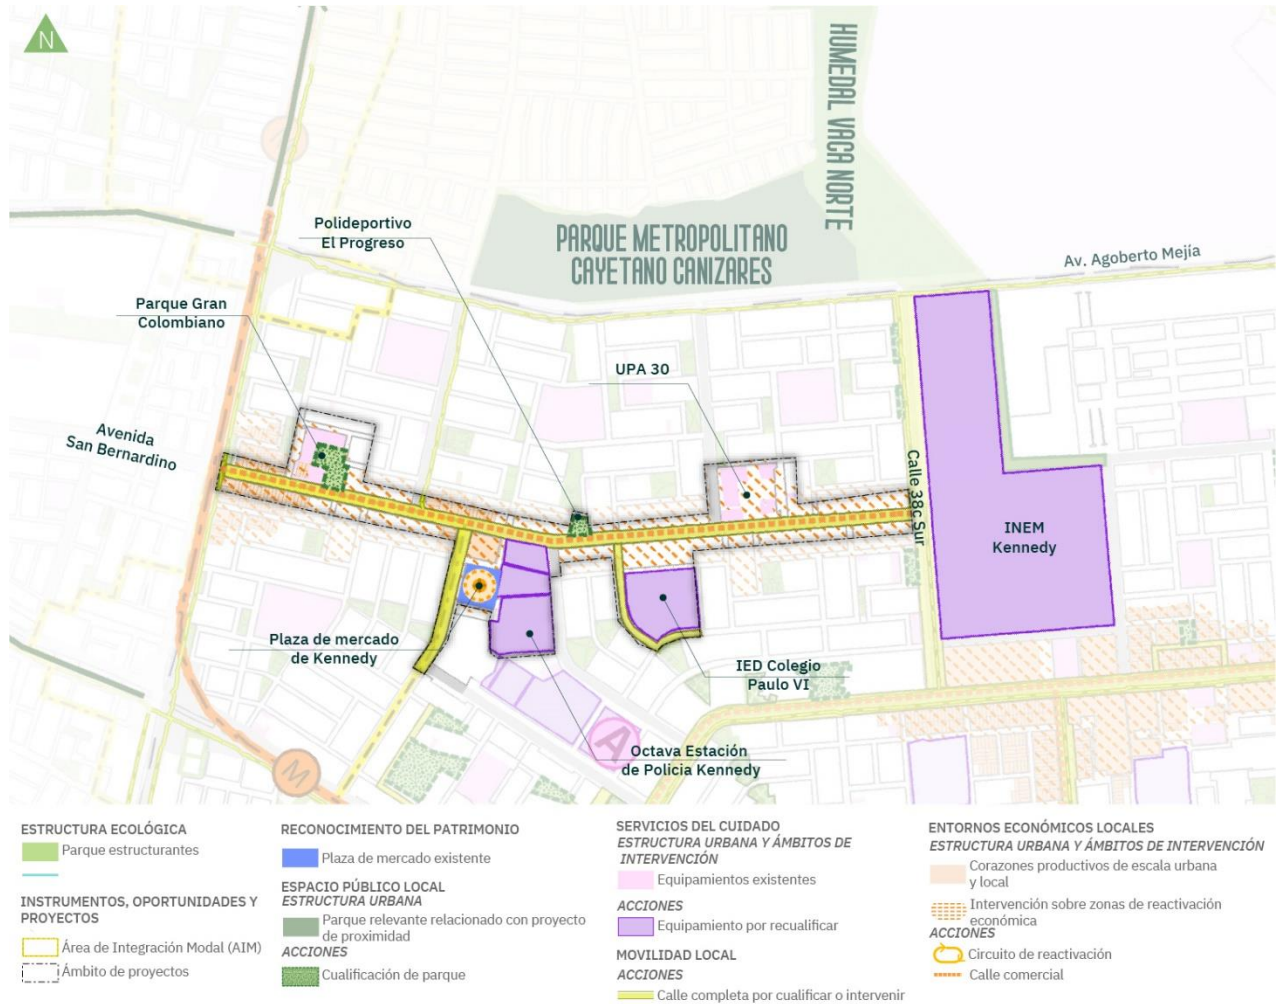 N
HUMEDAL VACA NORTE
M
Polideportivo
El Progreso
PARQUE METROPOLITANO
CAYETANO CANIZARES
Av. Agoberto Mejía
Parque Gran
Colombiano
UPA 30
Avenida
San Bernardino
Calle 38c Sur
INEM
Kennedy
Plaza de mercado
de Kennedy
IED Colegio
Paulo VI
A
Octava Estación
de Policia Kennedy
M
ESTRUCTURA ECOLÓGICA
Parque estructurantes
INSTRUMENTOS, OPORTUNIDADES Y
PROYECTOS
Área de Integración Modal (AIM)
Ámbito de proyectos
RECONOCIMIENTO DEL PATRIMONIO
Plaza de mercado existente
ESPACIO PÚBLICO LOCAL
ESTRUCTURA URBANA
Parque relevante relacionado con proyecto
de proximidad
ACCIONES
Cualificación de parque
SERVICIOS DEL CUIDADO
ESTRUCTURA URBANA Y ÁMBITOS DE
INTERVENCIÓN
Equipamientos existentes
ACCIONES
Equipamiento por recualificar
MOVILIDAD LOCAL
ACCIONES
Calle completa por cualificar o intervenir
ENTORNOS ECONÓMICOS LOCALES
ESTRUCTURA URBANA Y ÁMBITOS DE INTERVENCIÓN
Corazones productivos de escala urbana
y local
Intervención sobre zonas de reactivación
económica
ACCIONES
Circuito de reactivación
Calle comercial